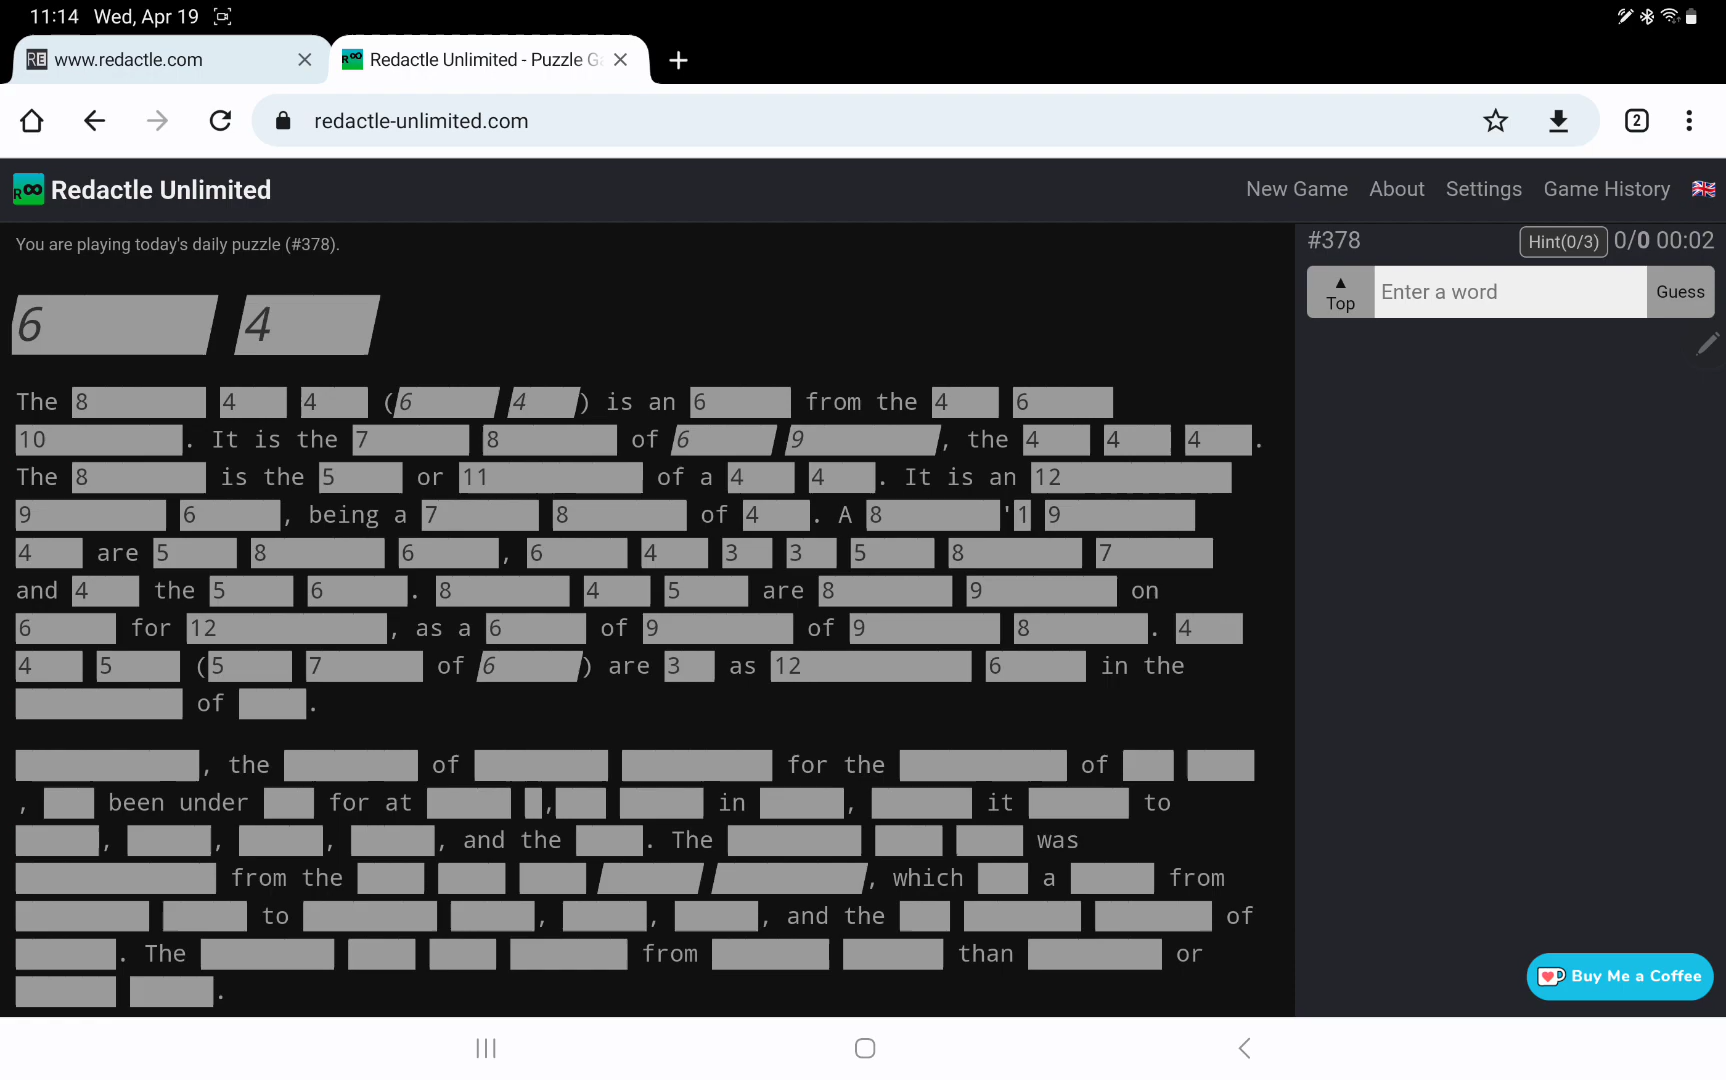 11:14 Wed, Apr 19
www.redactle.com
Redactle Unlimited - Puzzle Ga
redactle-unlimited.com
2
Redactle Unlimited
New Game About Settings Game History
You are playing today's daily puzzle (#378).
#378 Hint(0/3) 0/0 00:02
Top Enter a word Guess
6 4
The 8 4 4 (6 4) is an 6 from the 4 6
10. It is the 7 8 of 6 9, the 4 4 4.
The 8 is the 5 or 11 of a 4 4. It is an 12
9 6, being a 7 8 of 4. A 8'1 9
4 are 5 8 6, 6 4 3 3 5 8 7
and 4 the 5 6. 8 4 5 are 8 9 on
6 for 12, as a 6 of 9 of 9 8. 4
4 5 (5 7 of 6) are 3 as 12 6 in the
of .
, the of for the of
, been under for at , in , it to
, , , , and the . The was
from the , which a from
to , , , and the of
. The from than or
.
Buy Me a Coffee